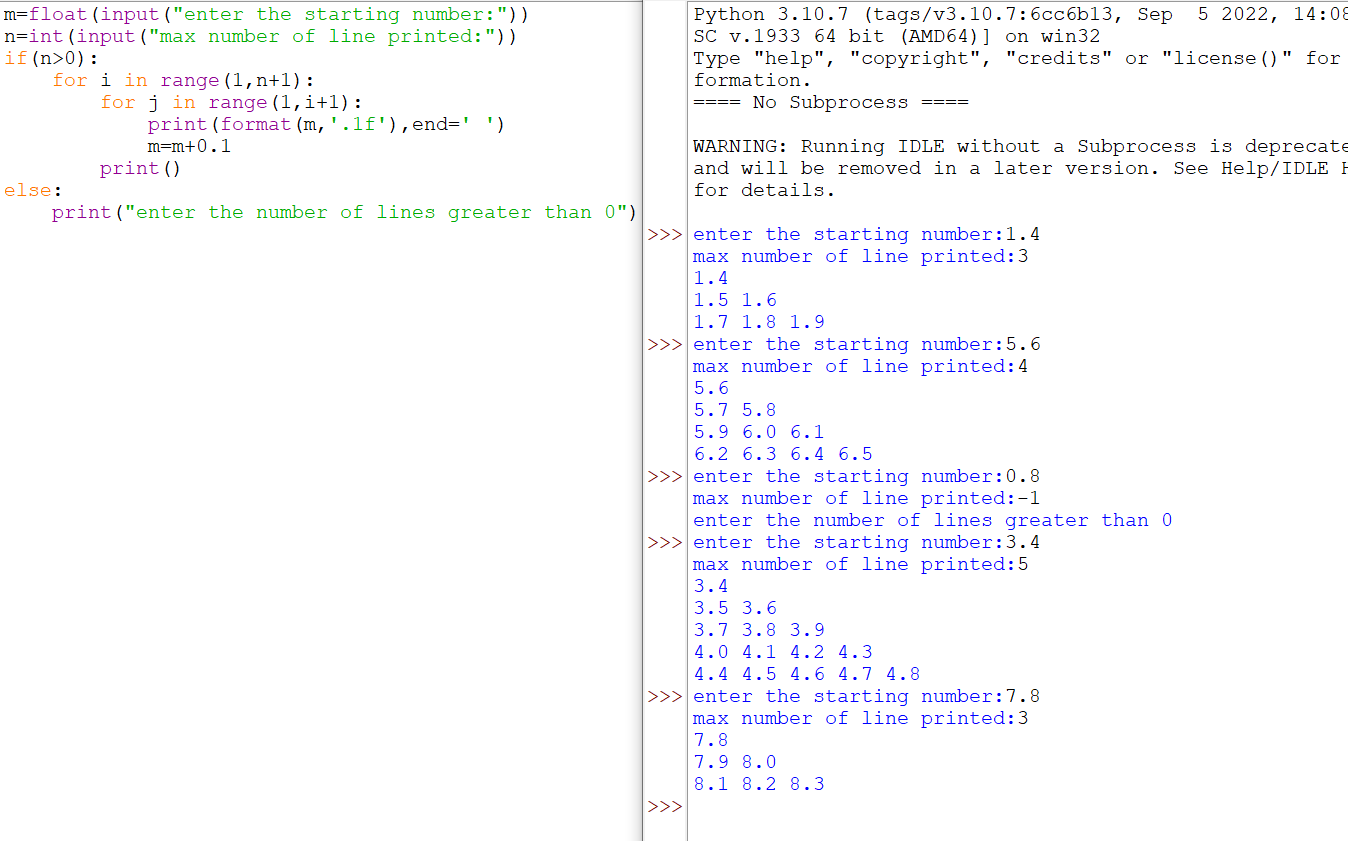 m=float(input("enter the starting number:"))
n=int(input("max number of line printed:"))
if(n>0):
    for i in range(1,n+1):
        for j in range(1,i+1):
            print(format(m,'.1f'),end=' ')
            m=m+0.1
        print()
else:
    print("enter the number of lines greater than 0")
Python 3.10.7 (tags/v3.10.7:6cc6b13, Sep  5 2022, 14:08
SC v.1933 64 bit (AMD64)] on win32
Type "help", "copyright", "credits" or "license()" for
formation.
==== No Subprocess ====
WARNING: Running IDLE without a Subprocess is deprecate
and will be removed in a later version. See Help/IDLE H
for details.
>>> enter the starting number:1.4
max number of line printed:3
1.4
1.5 1.6
1.7 1.8 1.9
>>> enter the starting number:5.6
max number of line printed:4
5.6
5.7 5.8
5.9 6.0 6.1
6.2 6.3 6.4 6.5
>>> enter the starting number:0.8
max number of line printed:-1
enter the number of lines greater than 0
>>> enter the starting number:3.4
max number of line printed:5
3.4
3.5 3.6
3.7 3.8 3.9
4.0 4.1 4.2 4.3
4.4 4.5 4.6 4.7 4.8
>>> enter the starting number:7.8
max number of line printed:3
7.8
7.9 8.0
8.1 8.2 8.3
>>>